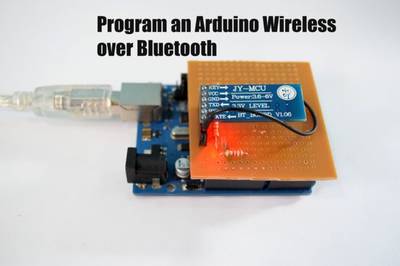 Program an Arduino Wireless
over Bluetooth
KEY JY-MCU
VCC Power:3.6-6V
GND
TXD 3.3V LEVEL
STATE BT_BOARD V1.06